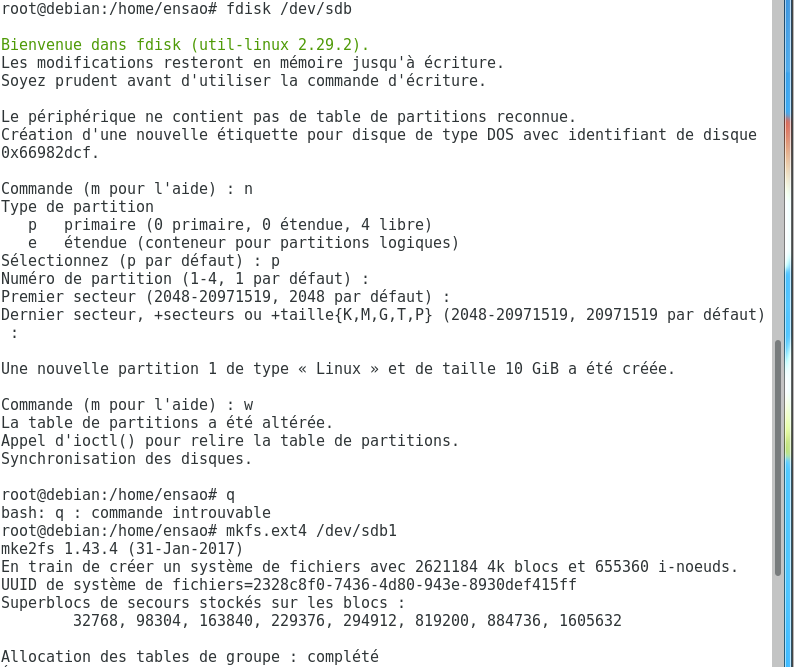 root@debian:/home/ensao# fdisk /dev/sdb
Bienvenue dans fdisk (util-linux 2.29.2).
Les modifications resteront en mémoire jusqu'à écriture.
Soyez prudent avant d'utiliser la commande d'écriture.
Le périphérique ne contient pas de table de partitions reconnue.
Création d'une nouvelle étiquette pour disque de type DOS avec identifiant de disque
0x66982dcf.
Commande (m pour l'aide) : n
Type de partition
   p   primaire (0 primaire, 0 étendue, 4 libre)
   e   étendue (conteneur pour partitions logiques)
Sélectionnez (p par défaut) : p
Numéro de partition (1-4, 1 par défaut) :
Premier secteur (2048-20971519, 2048 par défaut) :
Dernier secteur, +secteurs ou +taille{K,M,G,T,P} (2048-20971519, 20971519 par défaut)
 :
Une nouvelle partition 1 de type « Linux » et de taille 10 GiB a été créée.
Commande (m pour l'aide) : w
La table de partitions a été altérée.
Appel d'ioctl() pour relire la table de partitions.
Synchronisation des disques.
root@debian:/home/ensao# q
bash: q : commande introuvable
root@debian:/home/ensao# mkfs.ext4 /dev/sdb1
mke2fs 1.43.4 (31-Jan-2017)
En train de créer un système de fichiers avec 2621184 4k blocs et 655360 i-noeuds.
UUID de système de fichiers=2328c8f0-7436-4d80-943e-8930def415ff
Superblocs de secours stockés sur les blocs :
        32768, 98304, 163840, 229376, 294912, 819200, 884736, 1605632
Allocation des tables de groupe : complété